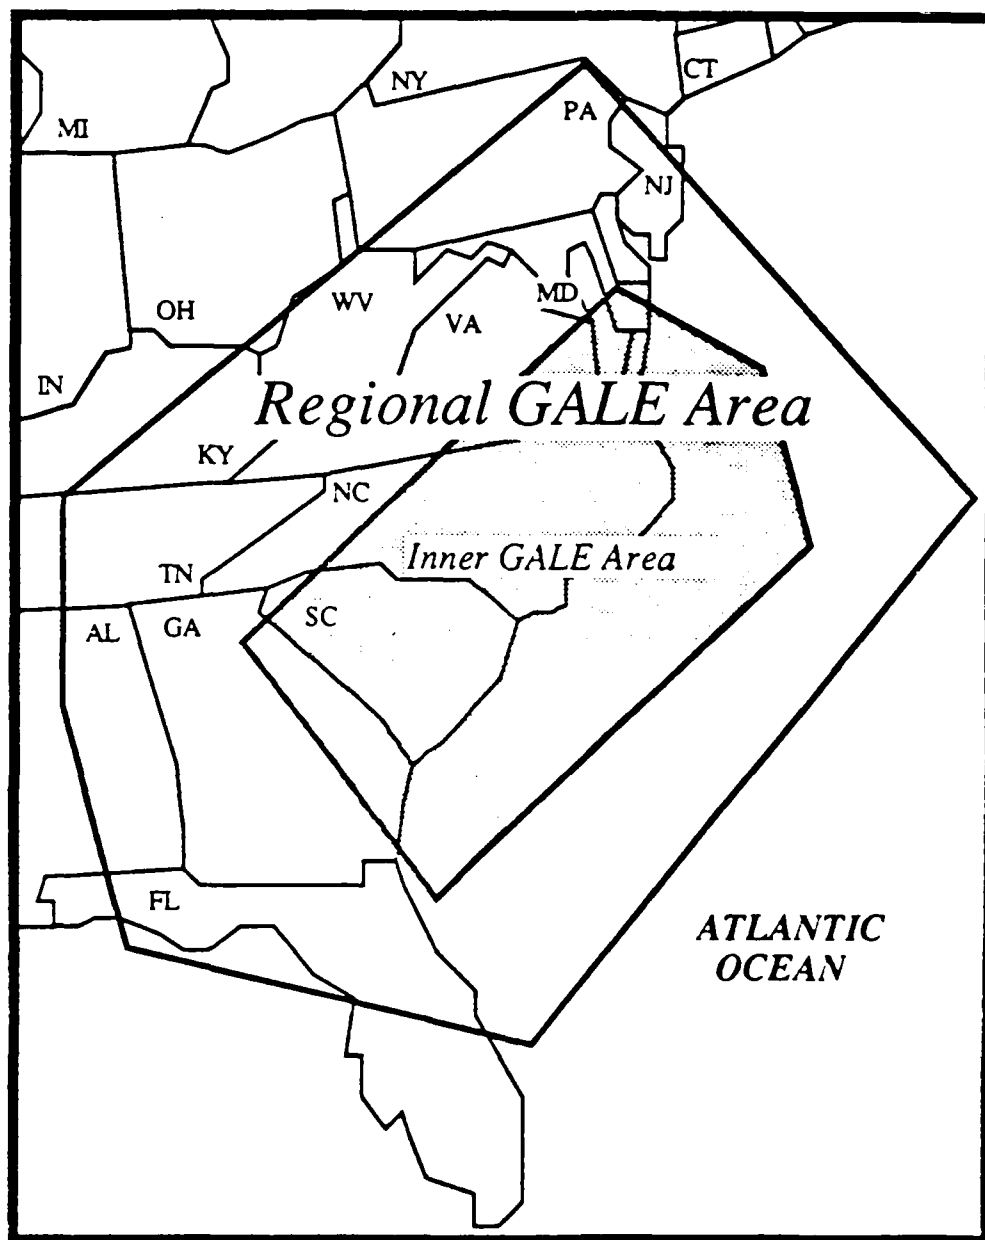 NY
CT
PA
MI
NJ
WV
MD
OH
VA
IN
Regional GALE Area
KY
NC
Inner GALE Area
TN
SC
AL
GA
FL
ATLANTIC
OCEAN